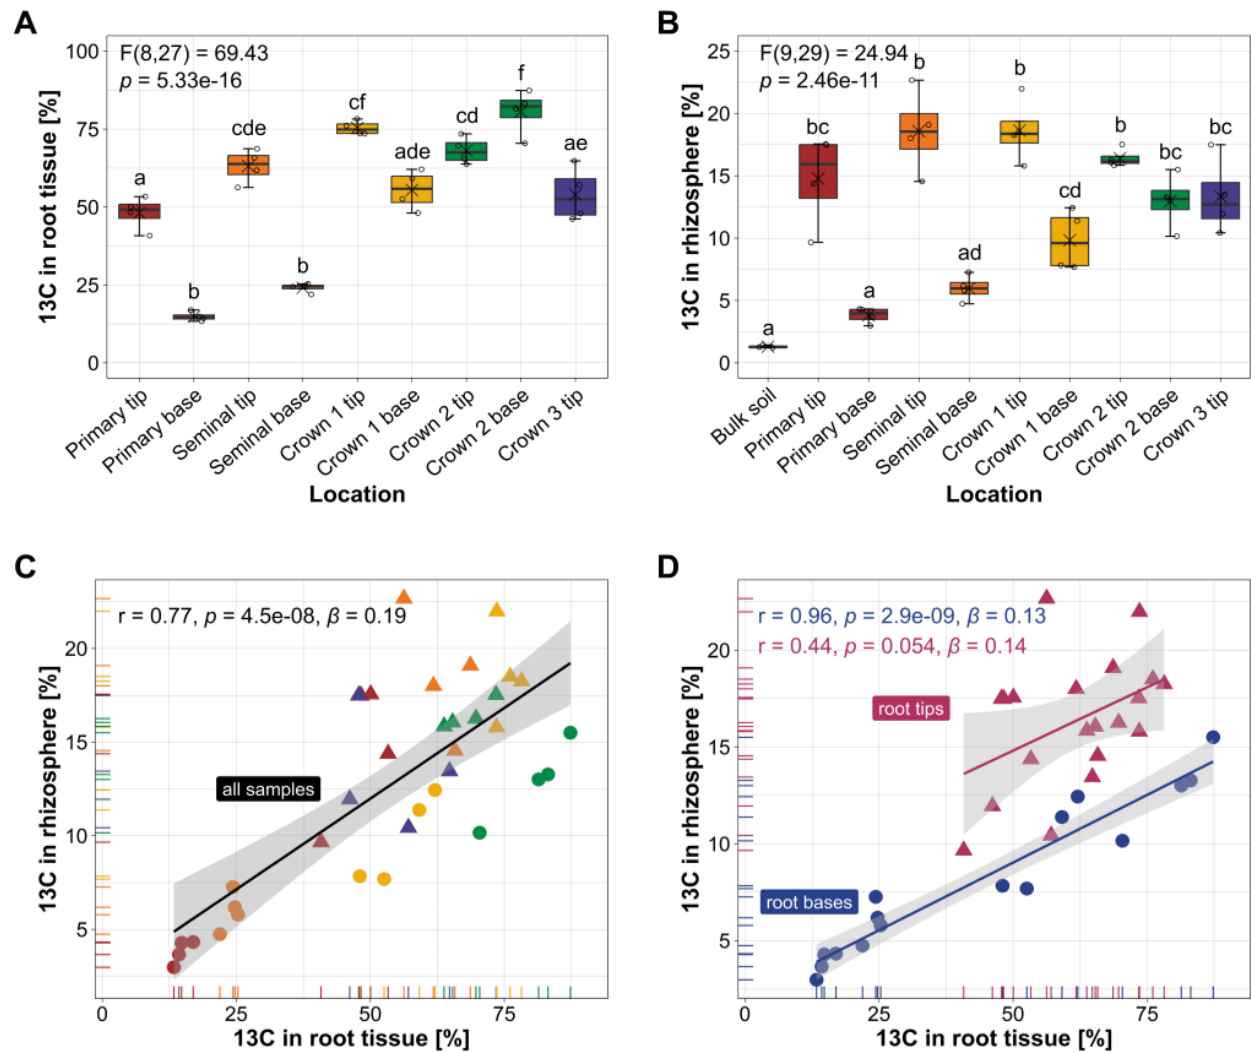 A
F(8,27) = 69.43
p = 5.33e-16
13C in root tissue [%]
100
75
50
25
0
a
b
cde
b
cf
ade
cd
f
ae
Primary tip
Primary base
Seminal tip
Seminal base
Crown 1 tip
Crown 1 base
Crown 2 tip
Crown 2 base
Crown 3 tip
Location
B
F(9,29) = 24.94
p = 2.46e-11
13C in rhizosphere [%]
25
20
15
10
5
0
a
bc
a
b
ad
b
cd
b
bc
bc
Bulk soil
Primary tip
Primary base
Seminal tip
Seminal base
Crown 1 tip
Crown 1 base
Crown 2 tip
Crown 2 base
Crown 3 tip
Location
C
r = 0.77, p = 4.5e-08, β = 0.19
13C in rhizosphere [%]
20
15
10
5
all samples
0
25
50
75
13C in root tissue [%]
D
r = 0.96, p = 2.9e-09, β = 0.13
r = 0.44, p = 0.054, β = 0.14
13C in rhizosphere [%]
20
15
10
5
root tips
root bases
0
25
50
75
13C in root tissue [%]